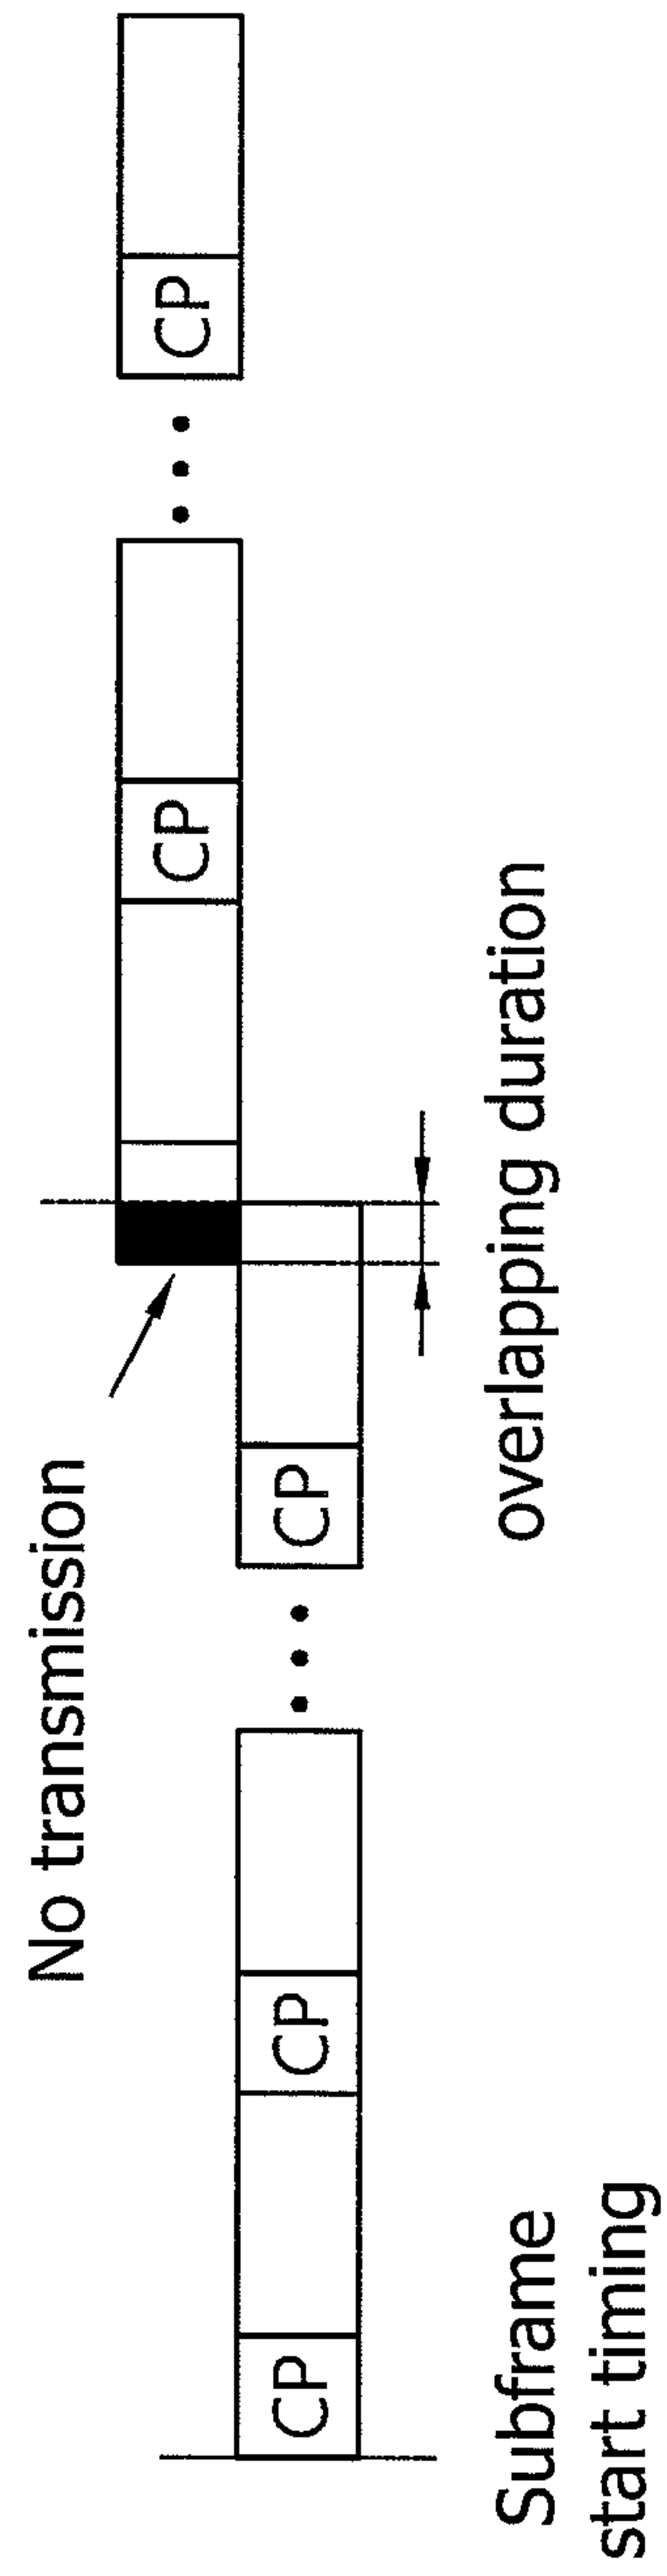 No transmission
CP
CP
CP
CP
CP
Subframe
start timing
overlapping duration